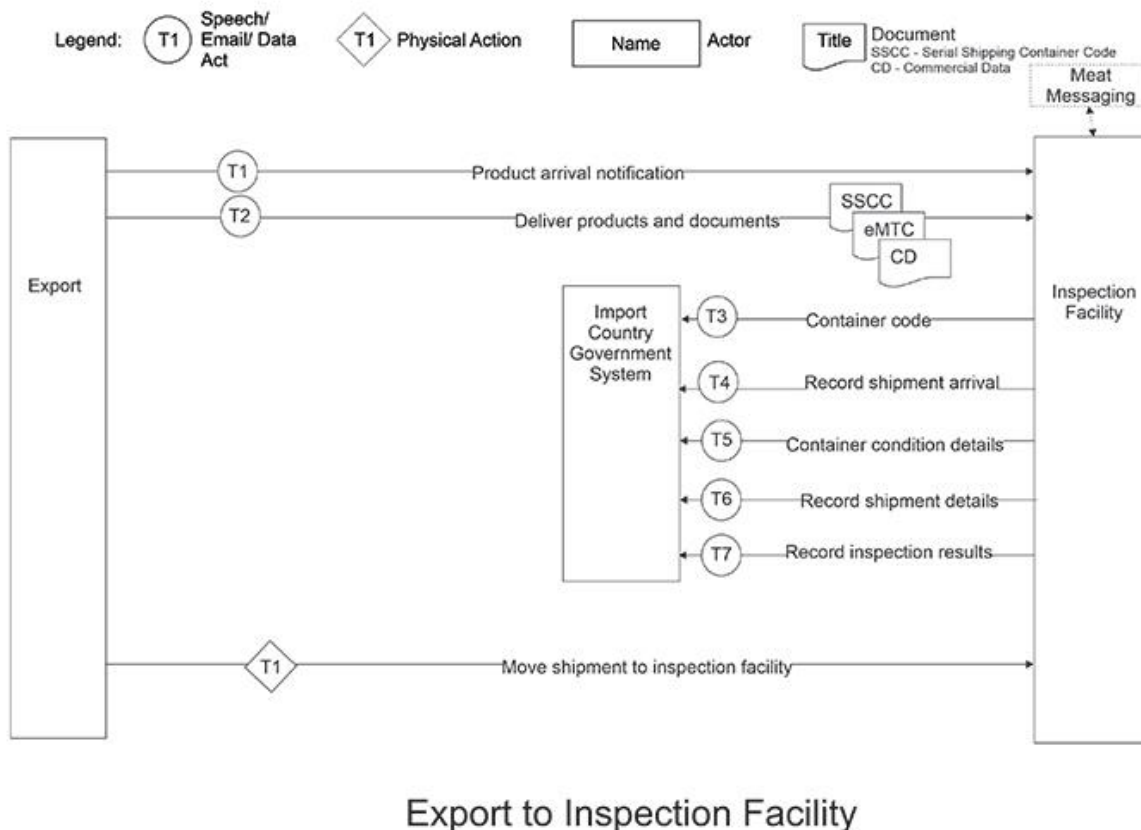 Legend:
T1
Speech/
Email/ Data
Act
T1
Physical Action
Name
Actor
Title
Document
SSCC - Serial Shipping Container Code
CD - Commercial Data
Meat
Messaging
T1
Product arrival notification
T2
Deliver products and documents
SSCC
eMTC
CD
Export
Inspection
Facility
Import
Country
Government
System
T3
Container code
T4
Record shipment arrival
T5
Container condition details
T6
Record shipment details
T7
Record inspection results
T1
Move shipment to inspection facility
Export to Inspection Facility